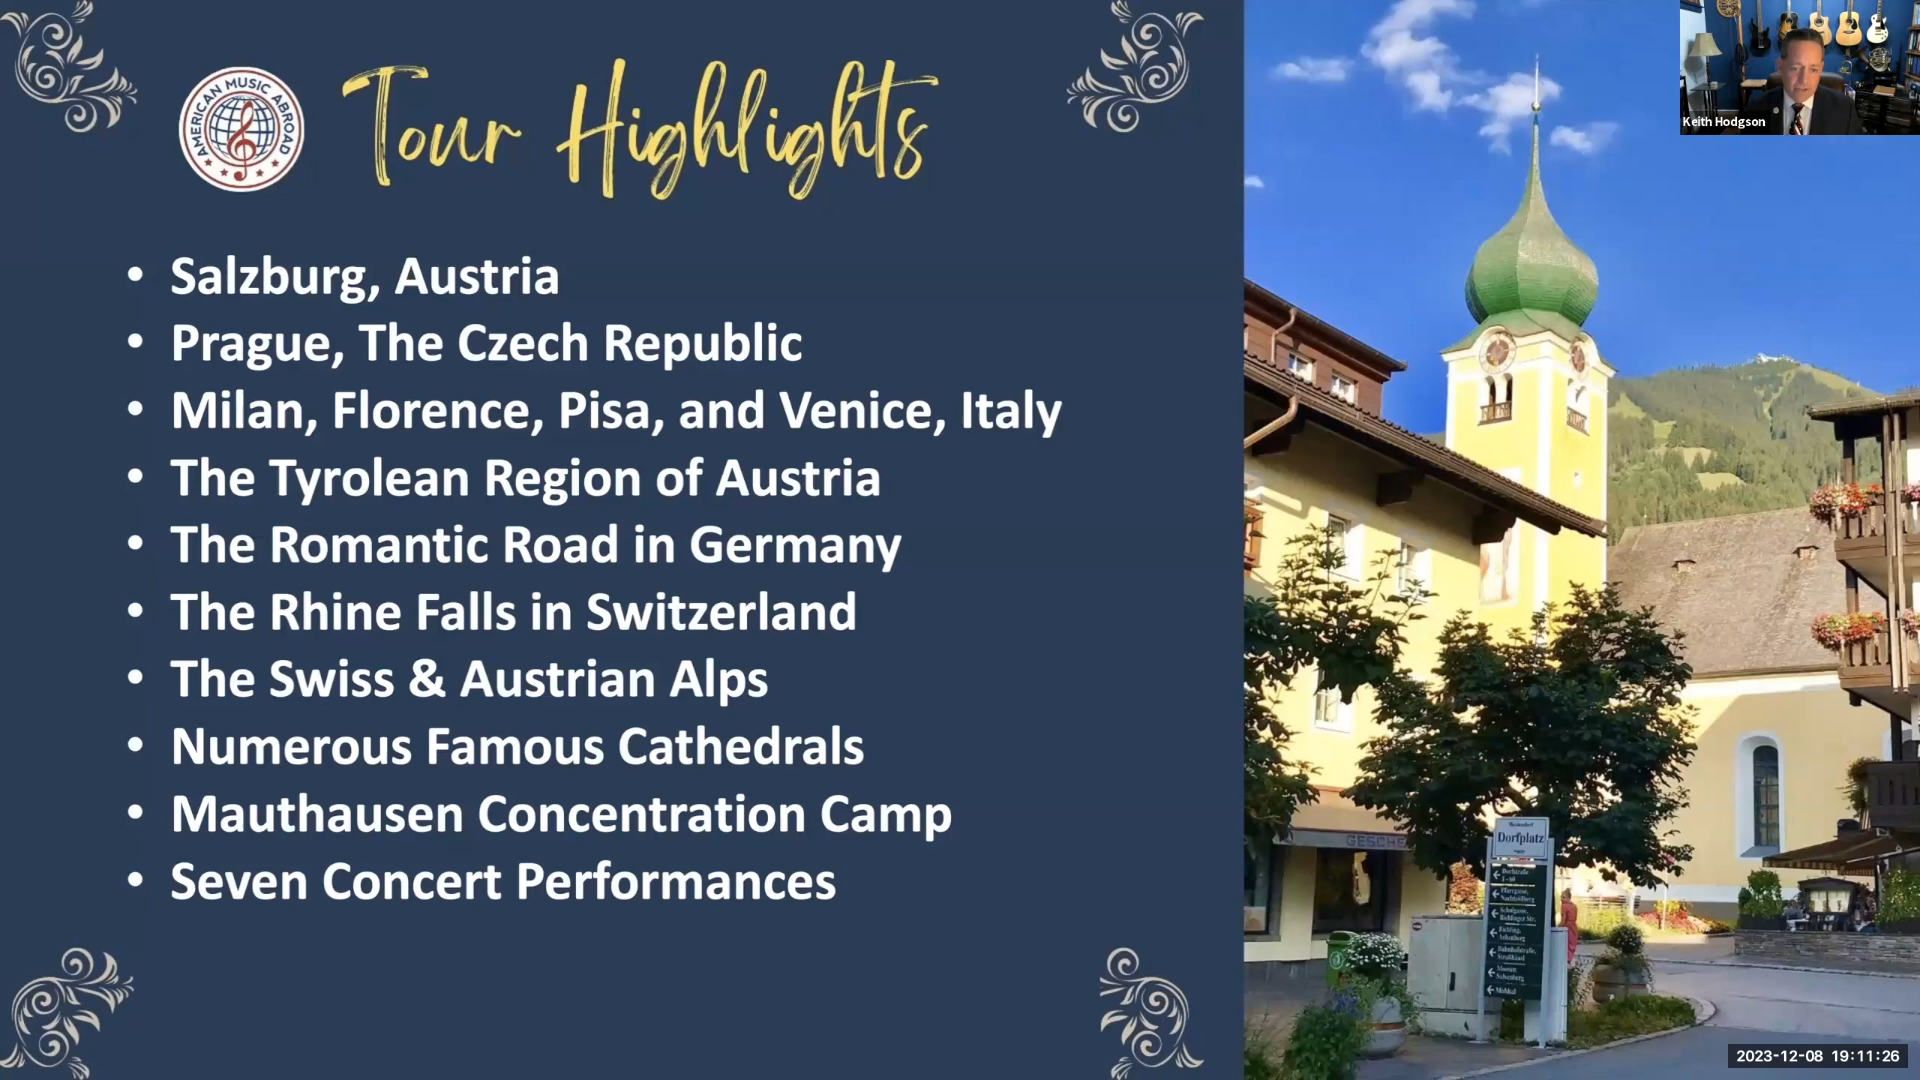 AMERICAN MUSIC ABROAD
Tour Highlights
• Salzburg, Austria
• Prague, The Czech Republic
• Milan, Florence, Pisa, and Venice, Italy
• The Tyrolean Region of Austria
• The Romantic Road in Germany
• The Rhine Falls in Switzerland
• The Swiss & Austrian Alps
• Numerous Famous Cathedrals
• Mauthausen Concentration Camp
• Seven Concert Performances
Keith Hodgson
GESCHE
Dorfplatz
2023-12-08 19:11:26